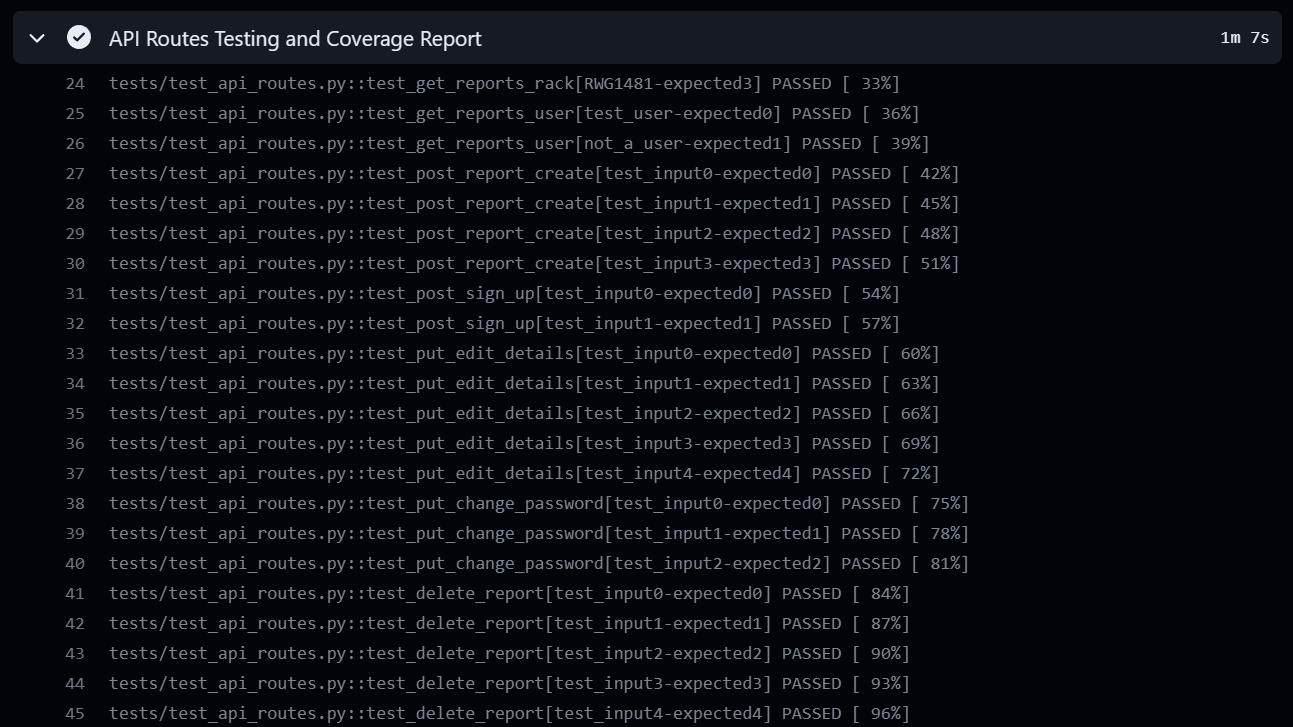 API Routes Testing and Coverage Report 1m 7s
24 tests/test_api_routes.py::test_get_reports_rack[RWG1481-expected3] PASSED [ 33%]
25 tests/test_api_routes.py::test_get_reports_user[test_user-expected0] PASSED [ 36%]
26 tests/test_api_routes.py::test_get_reports_user[not_a_user-expected1] PASSED [ 39%]
27 tests/test_api_routes.py::test_post_report_create[test_input0-expected0] PASSED [ 42%]
28 tests/test_api_routes.py::test_post_report_create[test_input1-expected1] PASSED [ 45%]
29 tests/test_api_routes.py::test_post_report_create[test_input2-expected2] PASSED [ 48%]
30 tests/test_api_routes.py::test_post_report_create[test_input3-expected3] PASSED [ 51%]
31 tests/test_api_routes.py::test_post_sign_up[test_input0-expected0] PASSED [ 54%]
32 tests/test_api_routes.py::test_post_sign_up[test_input1-expected1] PASSED [ 57%]
33 tests/test_api_routes.py::test_put_edit_details[test_input0-expected0] PASSED [ 60%]
34 tests/test_api_routes.py::test_put_edit_details[test_input1-expected1] PASSED [ 63%]
35 tests/test_api_routes.py::test_put_edit_details[test_input2-expected2] PASSED [ 66%]
36 tests/test_api_routes.py::test_put_edit_details[test_input3-expected3] PASSED [ 69%]
37 tests/test_api_routes.py::test_put_edit_details[test_input4-expected4] PASSED [ 72%]
38 tests/test_api_routes.py::test_put_change_password[test_input0-expected0] PASSED [ 75%]
39 tests/test_api_routes.py::test_put_change_password[test_input1-expected1] PASSED [ 78%]
40 tests/test_api_routes.py::test_put_change_password[test_input2-expected2] PASSED [ 81%]
41 tests/test_api_routes.py::test_delete_report[test_input0-expected0] PASSED [ 84%]
42 tests/test_api_routes.py::test_delete_report[test_input1-expected1] PASSED [ 87%]
43 tests/test_api_routes.py::test_delete_report[test_input2-expected2] PASSED [ 90%]
44 tests/test_api_routes.py::test_delete_report[test_input3-expected3] PASSED [ 93%]
45 tests/test_api_routes.py::test_delete_report[test_input4-expected4] PASSED [ 96%]